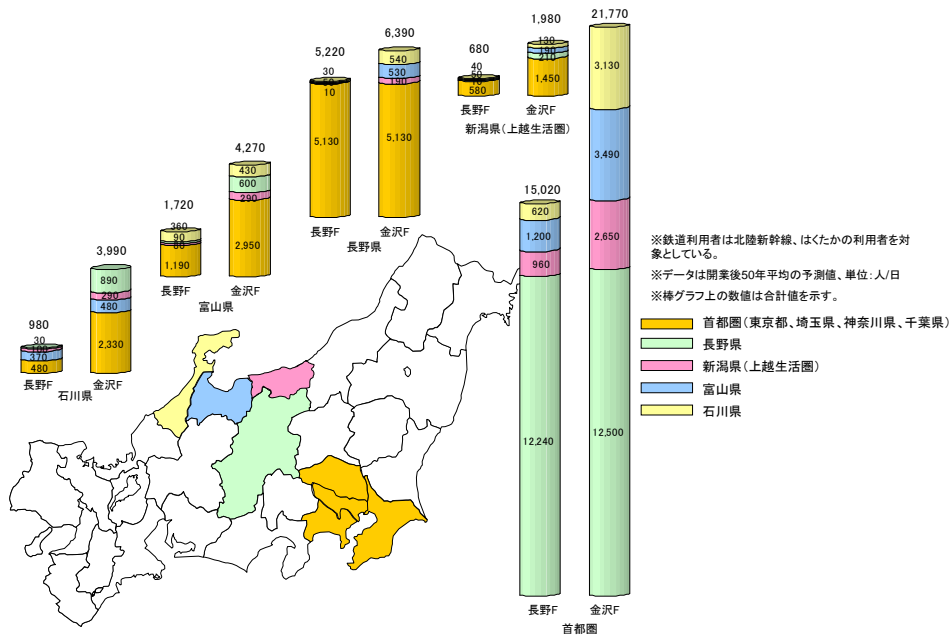 21,770
1,980
130
190
210
1,450
680
40
50
10
580
長野F
金沢F
新潟県（上越生活圏）
6,390
540
530
190
5,130
5,220
30
50
10
5,130
長野F
金沢F
長野県
4,270
430
600
290
2,950
1,720
360
90
80
1,190
長野F
金沢F
富山県
3,990
890
290
480
2,330
980
30
100
370
480
長野F
金沢F
石川県
3,130
3,490
2,650
12,500
15,020
620
1,200
960
12,240
長野F
金沢F
首都圏
※鉄道利用者は北陸新幹線、はくたかの利用者を対
象としている。
※データは開業後50年平均の予測値、単位：人/日
※棒グラフ上の数値は合計値を示す。
首都圏（東京都、埼玉県、神奈川県、千葉県）
長野県
新潟県（上越生活圏）
富山県
石川県